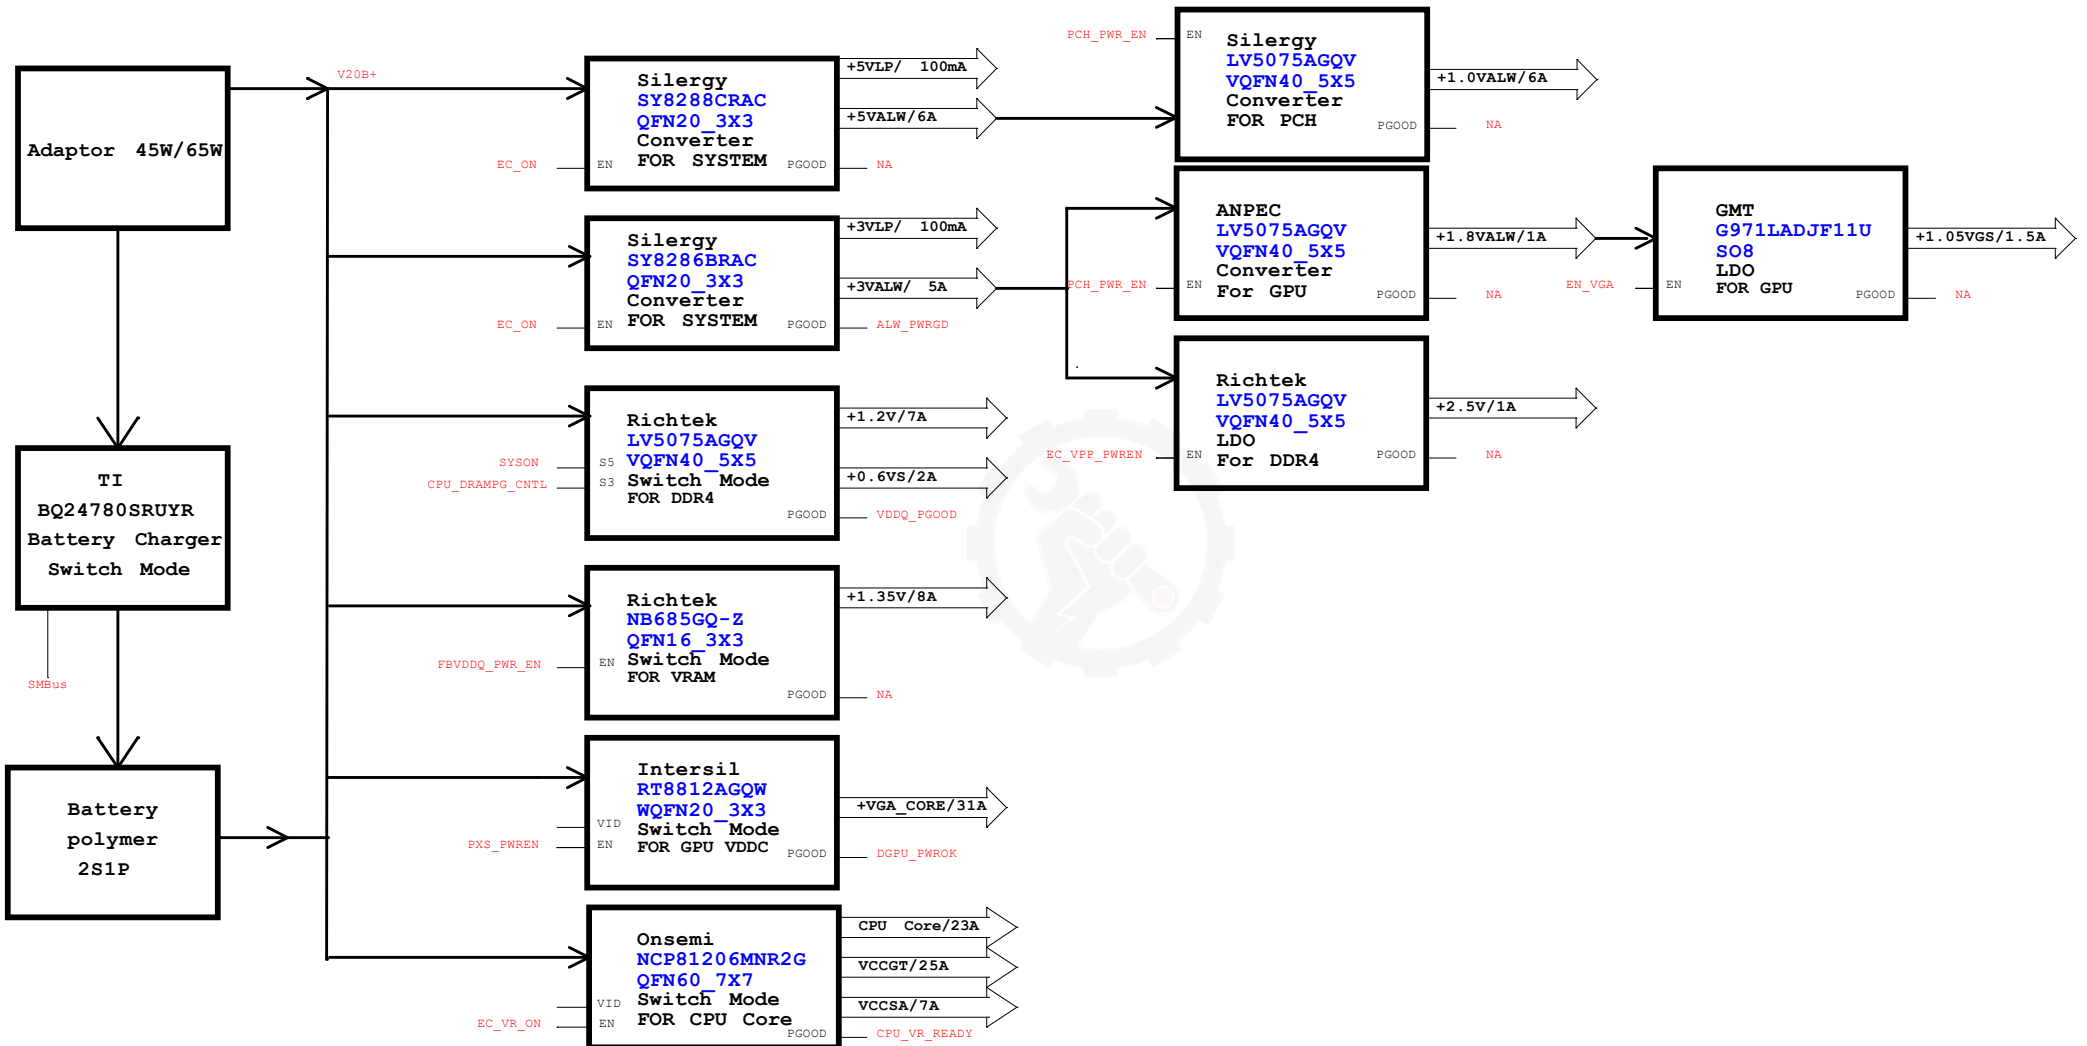 Adaptor 45W/65W
V20B+
TI
BQ24780SRUYR
Battery Charger
Switch Mode
SMBus
Battery
polymer
2S1P
Silergy
SY8288CRAC
QFN20_3X3
Converter
FOR SYSTEM
EC_ON
EN
PGOOD
NA
+5VLP/ 100mA
+5VALW/6A
Silergy
SY8286BRAC
QFN20_3X3
Converter
FOR SYSTEM
EC_ON
EN
PGOOD
ALW_PWRGD
+3VLP/ 100mA
+3VALW/ 5A
Richtek
LV5075AGQV
VQFN40_5X5
Switch Mode
FOR DDR4
SYSON
S5
CPU_DRAMPG_CNTL
S3
PGOOD
VDDQ_PGOOD
+1.2V/7A
+0.6VS/2A
Richtek
NB685GQ-Z
QFN16_3X3
Switch Mode
FOR VRAM
FBVDDQ_PWR_EN
EN
PGOOD
NA
+1.35V/8A
Intersil
RT8812AGQW
WQFN20_3X3
Switch Mode
FOR GPU VDDC
VID
PXS_PWREN
EN
PGOOD
DGPU_PWROK
+VGA_CORE/31A
Onsemi
NCP81206MNR2G
QFN60_7X7
Switch Mode
FOR CPU Core
VID
EC_VR_ON
EN
PGOOD
CPU_VR_READY
CPU Core/23A
VCCGT/25A
VCCSA/7A
PCH_PWR_EN
EN
Silergy
LV5075AGQV
VQFN40_5X5
Converter
FOR PCH
PGOOD
NA
+1.0VALW/6A
ANPEC
LV5075AGQV
VQFN40_5X5
Converter
For GPU
PCH_PWR_EN
EN
PGOOD
NA
+1.8VALW/1A
Richtek
LV5075AGQV
VQFN40_5X5
LDO
For DDR4
EC_VPP_PWREN
EN
PGOOD
NA
+2.5V/1A
GMT
G971LADJF11U
SO8
LDO
FOR GPU
EN_VGA
EN
PGOOD
NA
+1.05VGS/1.5A